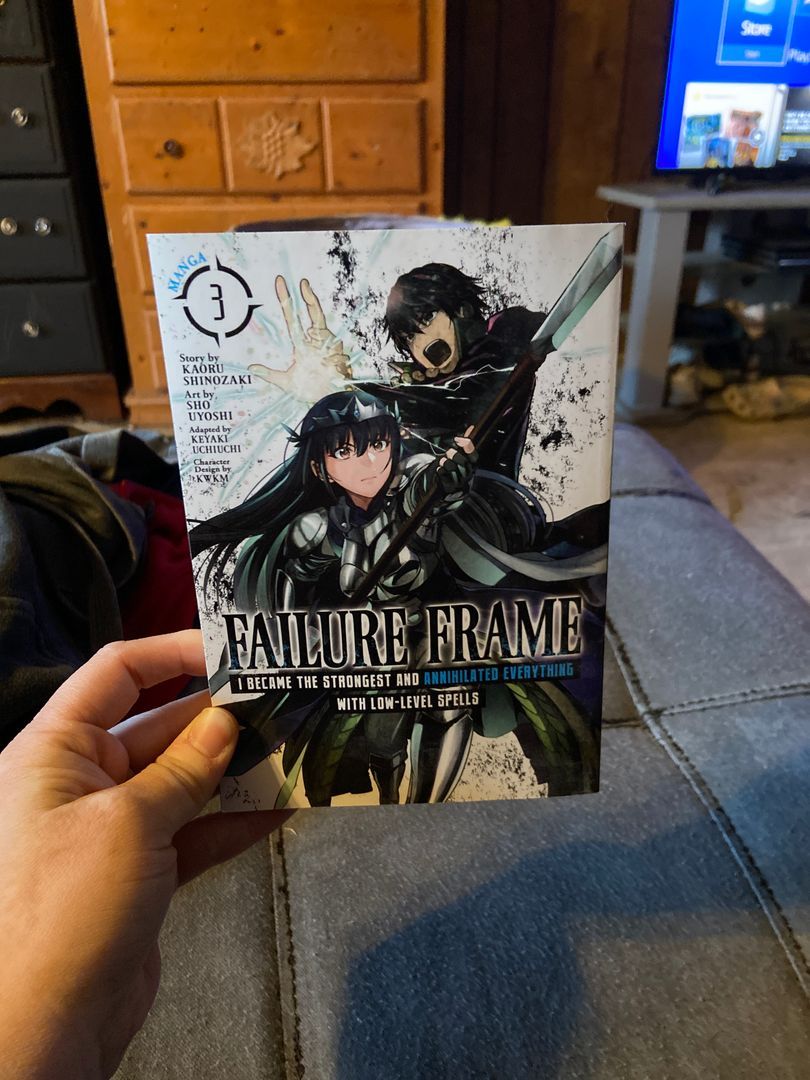 Store
Play
MANGA
3
Story by
KAORU
SHINOZAKI
Art by
SHO
UYOSHI
Adapted by
KEYAKI
UCHIUCHI
Character
Design by
KWKM
FAILURE FRAME
I BECAME THE STRONGEST AND ANNIHILATED EVERYTHING
WITH LOW-LEVEL SPELLS